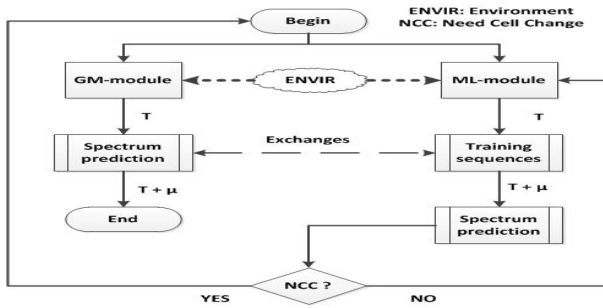 ENVIR: Environment
NCC: Need Cell Change
Begin
GM-module
ENVIR
ML-module
T
T
Spectrum
prediction
Exchanges
Training
sequences
T + μ
T + μ
End
Spectrum
prediction
NCC ?
YES
NO